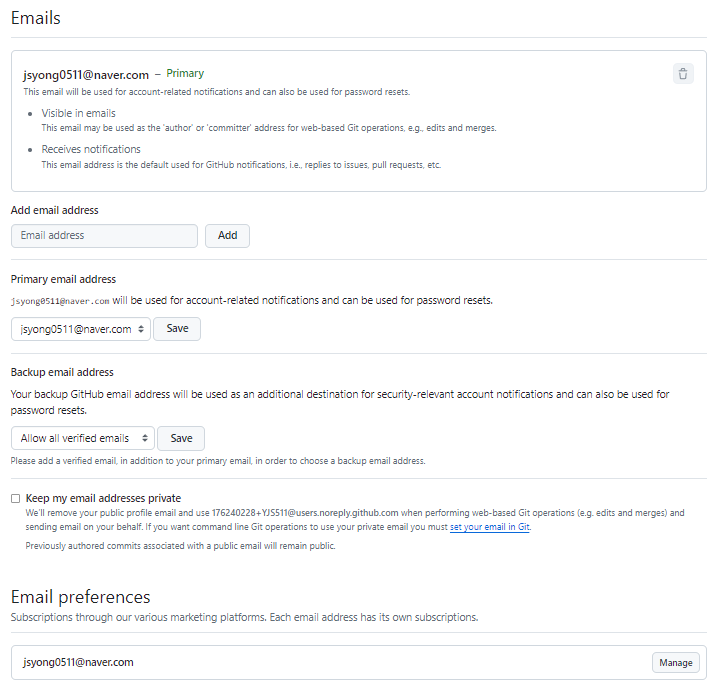 Emails
jsyong0511@naver.com – Primary
This email will be used for account-related notifications and can also be used for password resets.
Visible in emails
This email may be used as the 'author' or 'committer' address for web-based Git operations, e.g., edits and merges.
Receives notifications
This email address is the default used for GitHub notifications, i.e., replies to issues, pull requests, etc.
Add email address
Email address Add
Primary email address
jsyong0511@naver.com will be used for account-related notifications and can be used for password resets.
jsyong0511@naver.com Save
Backup email address
Your backup GitHub email address will be used as an additional destination for security-relevant account notifications and can also be used for
password resets.
Allow all verified emails Save
Please add a verified email, in addition to your primary email, in order to choose a backup email address.
Keep my email addresses private
We'll remove your public profile email and use 176240228+YJS511@users.noreply.github.com when performing web-based Git operations (e.g. edits and merges) and
sending email on your behalf. If you want command line Git operations to use your private email you must set your email in Git.
Previously authored commits associated with a public email will remain public.
Email preferences
Subscriptions through our various marketing platforms. Each email address has its own subscriptions.
jsyong0511@naver.com Manage